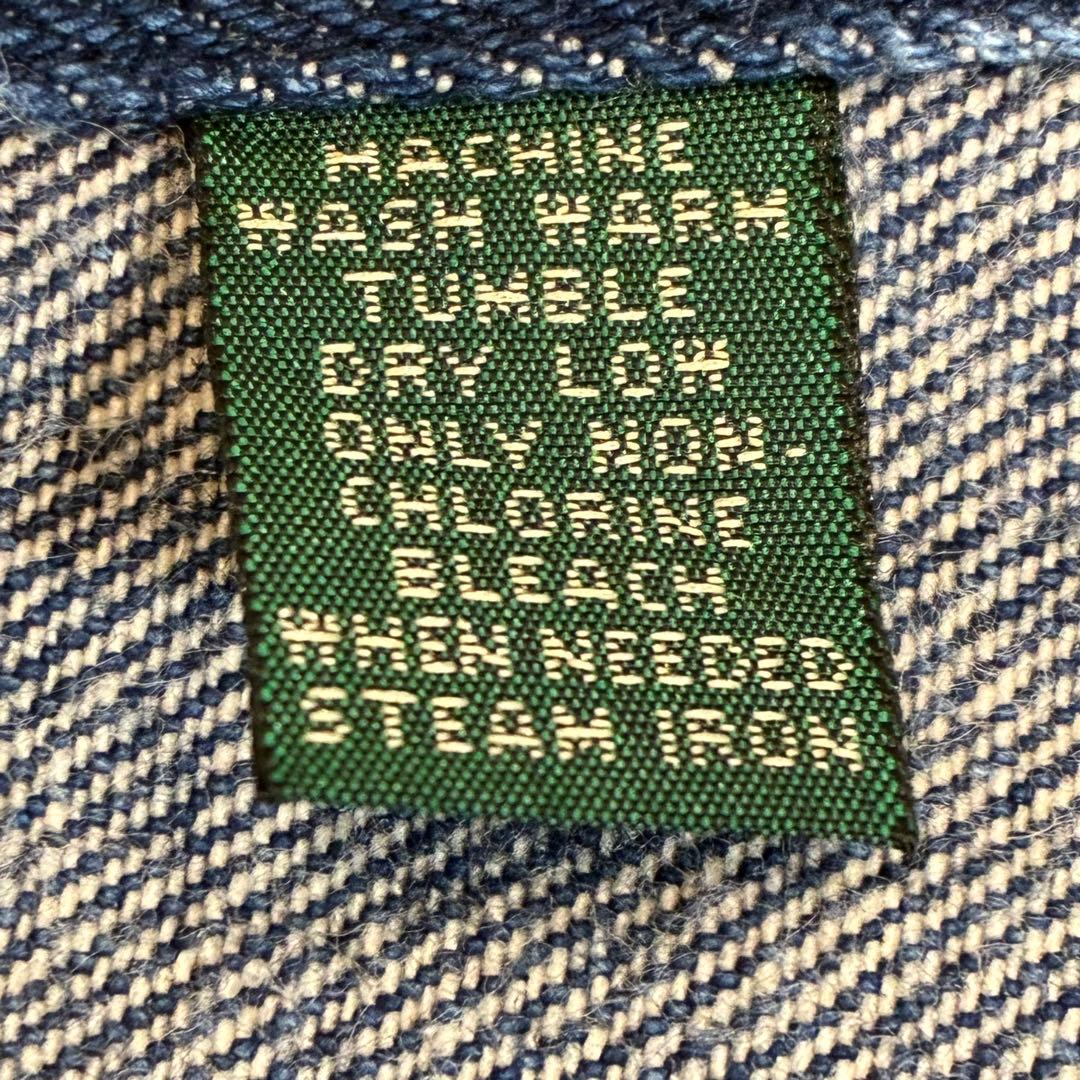 MACHINE
WASH WARM
TUMBLE
DRY LOW
ONLY NON-
CHLORINE
BLEACH
WHEN NEEDED
STEAM IRON